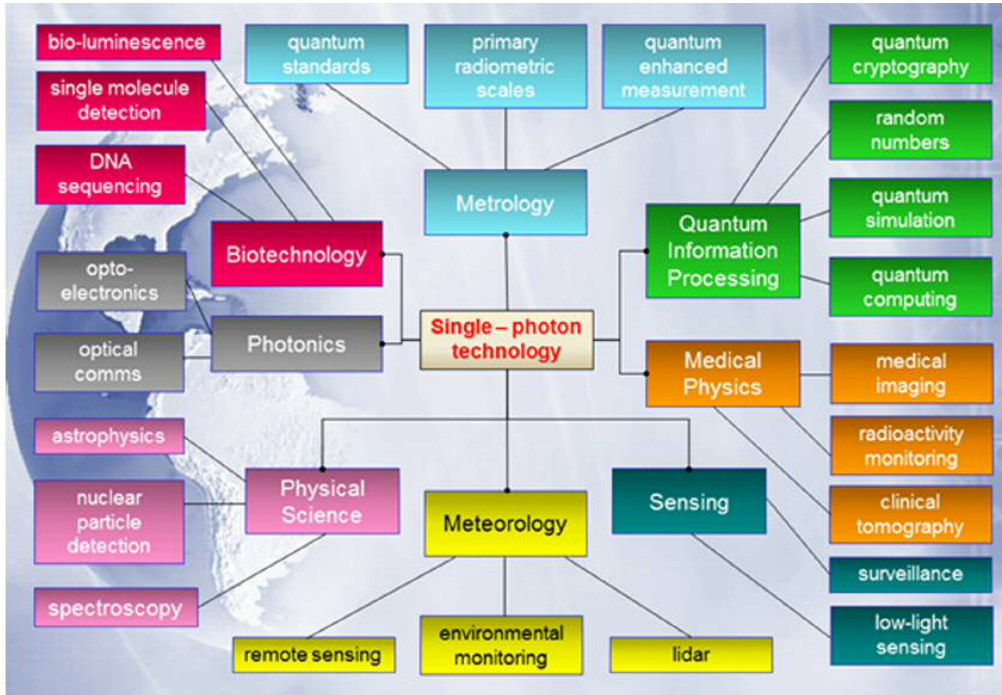 bio-luminescence
single molecule
detection
DNA
sequencing
Biotechnology
quantum
standards
primary
radiometric
scales
quantum
enhanced
measurement
Metrology
quantum
cryptography
random
numbers
quantum
simulation
quantum
computing
Quantum
Information
Processing
opto-
electronics
optical
comms
Photonics
Single – photon
technology
Medical
Physics
medical
imaging
radioactivity
monitoring
clinical
tomography
astrophysics
nuclear
particle
detection
spectroscopy
Physical
Science
Meteorology
remote sensing
environmental
monitoring
lidar
Sensing
surveillance
low-light
sensing